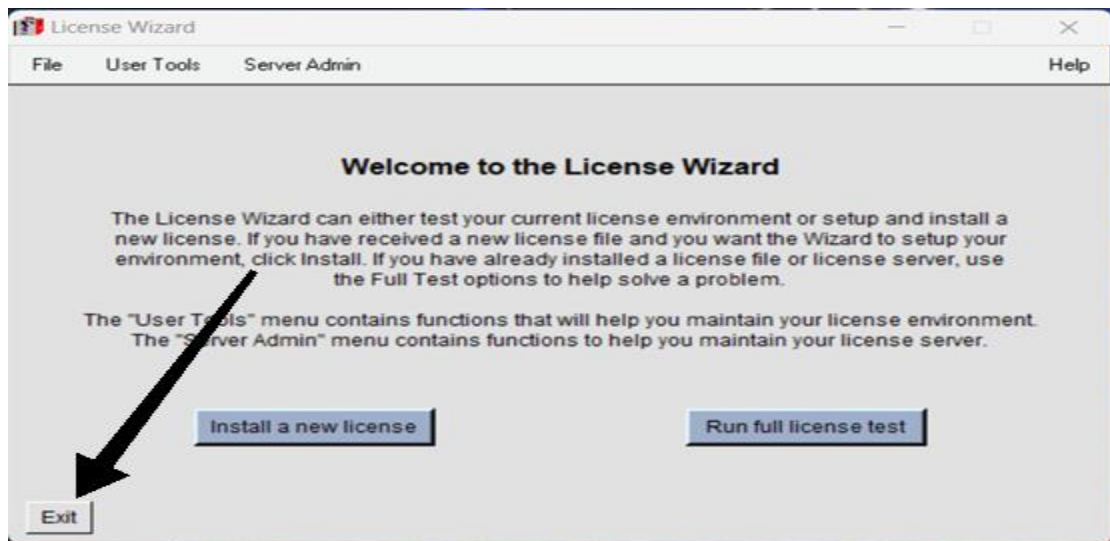 License Wizard
File User Tools Server Admin Help
Welcome to the License Wizard
The License Wizard can either test your current license environment or setup and install a
new license. If you have received a new license file and you want the Wizard to setup your
environment, click Install. If you have already installed a license file or license server, use
the Full Test options to help solve a problem.
The "User Tools" menu contains functions that will help you maintain your license environment.
The "Server Admin" menu contains functions to help you maintain your license server.
Install a new license Run full license test
Exit